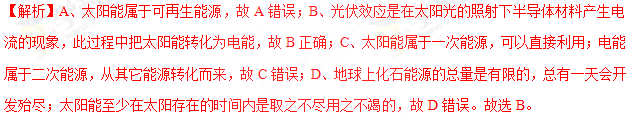 【解析】A、太阳能属于可再生能源，故 A 错误；B、光伏效应是在太阳光的照射下半导体材料产生电
流的现象，此过程中把太阳能转化为电能，故 B 正确；C、太阳能属于一次能源，可以直接利用；电能
属于二次能源，从其它能源转化而来，故 C 错误；D、地球上化石能源的总量是有限的，总有一天会开
发殆尽；太阳能至少在太阳存在的时间内是取之不尽用之不竭的，故 D 错误。故选 B。